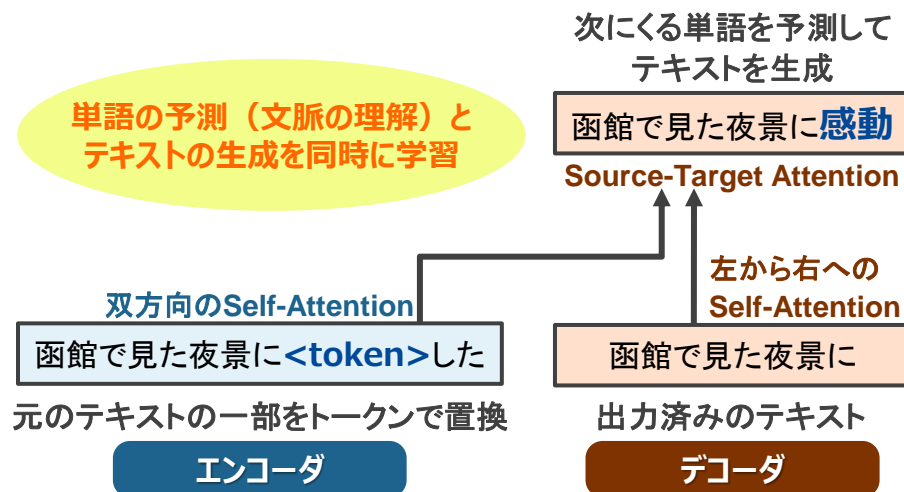 次にくる単語を予測して
テキストを生成
単語の予測（文脈の理解）と
テキストの生成を同時に学習
函館で見た夜景に感動
Source-Target Attention
左から右への
Self-Attention
双方向のSelf-Attention
函館で見た夜景に<token>した
函館で見た夜景に
元のテキストの一部をトークンで置換
出力済みのテキスト
エンコーダ
デコーダ